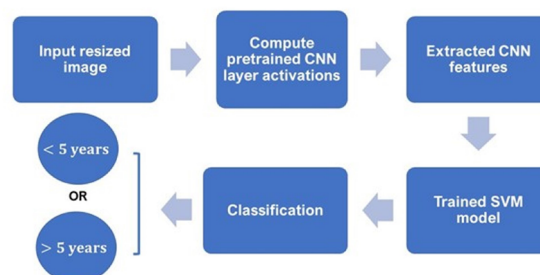 Input resized
image
Compute
pretrained CNN
layer activations
Extracted CNN
features
Trained SVM
model
Classification
< 5 years
OR
> 5 years